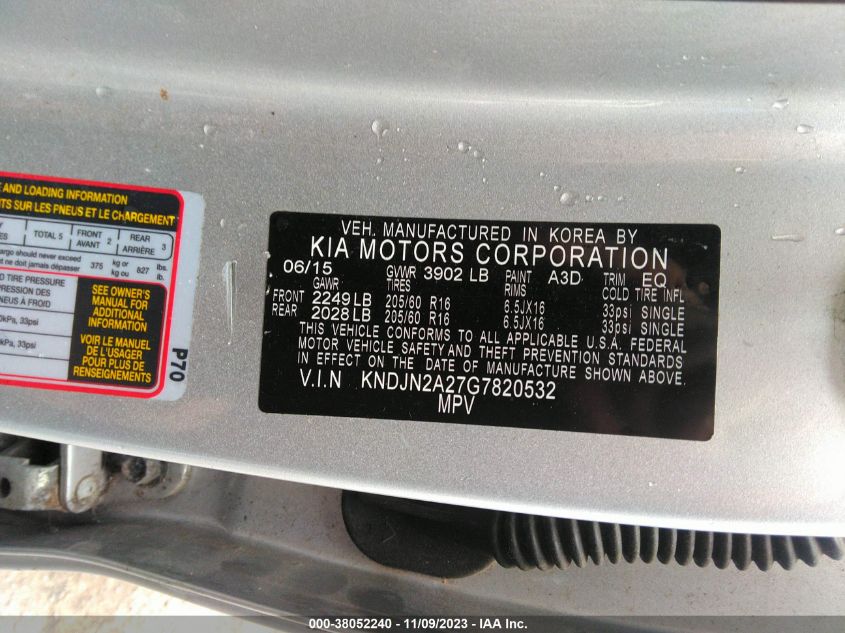 E AND LOADING INFORMATION
NTS SUR LES PNEUS ET LE CHARGEMENT
TOTAL 5 FRONT AVANT 2 REAR ARRIÈRE 3
argo should never exceed 375 kg or 827 lbs.
nt ne doit jamais dépasser kg ou lb.
D TIRE PRESSURE
PRESSION DES
NEUS À FROID
0kPa, 33psi
kPa, 33psi
SEE OWNER'S
MANUAL FOR
ADDITIONAL
INFORMATION
VOIR LE MANUEL
DE L'USAGER
POUR PLUS DE
RENSEIGNEMENTS
P70
VEH. MANUFACTURED IN KOREA BY
KIA MOTORS CORPORATION
06/15 GVWR 3902 LB PAINT A3D TRIM EQ
GAWR TIRES RIMS COLD TIRE INFL
FRONT 2249 LB 205/60 R16 6.5JX16 33psi SINGLE
REAR 2028 LB 205/60 R16 6.5JX16 33psi SINGLE
THIS VEHICLE CONFORMS TO ALL APPLICABLE U.S.A. FEDERAL
MOTOR VEHICLE SAFETY AND THEFT PREVENTION STANDARDS
IN EFFECT ON THE DATE OF MANUFACTURE SHOWN ABOVE.
V.I.N KNDJN2A27G7820532
MPV
000-38052240 - 11/09/2023 - IAA Inc.